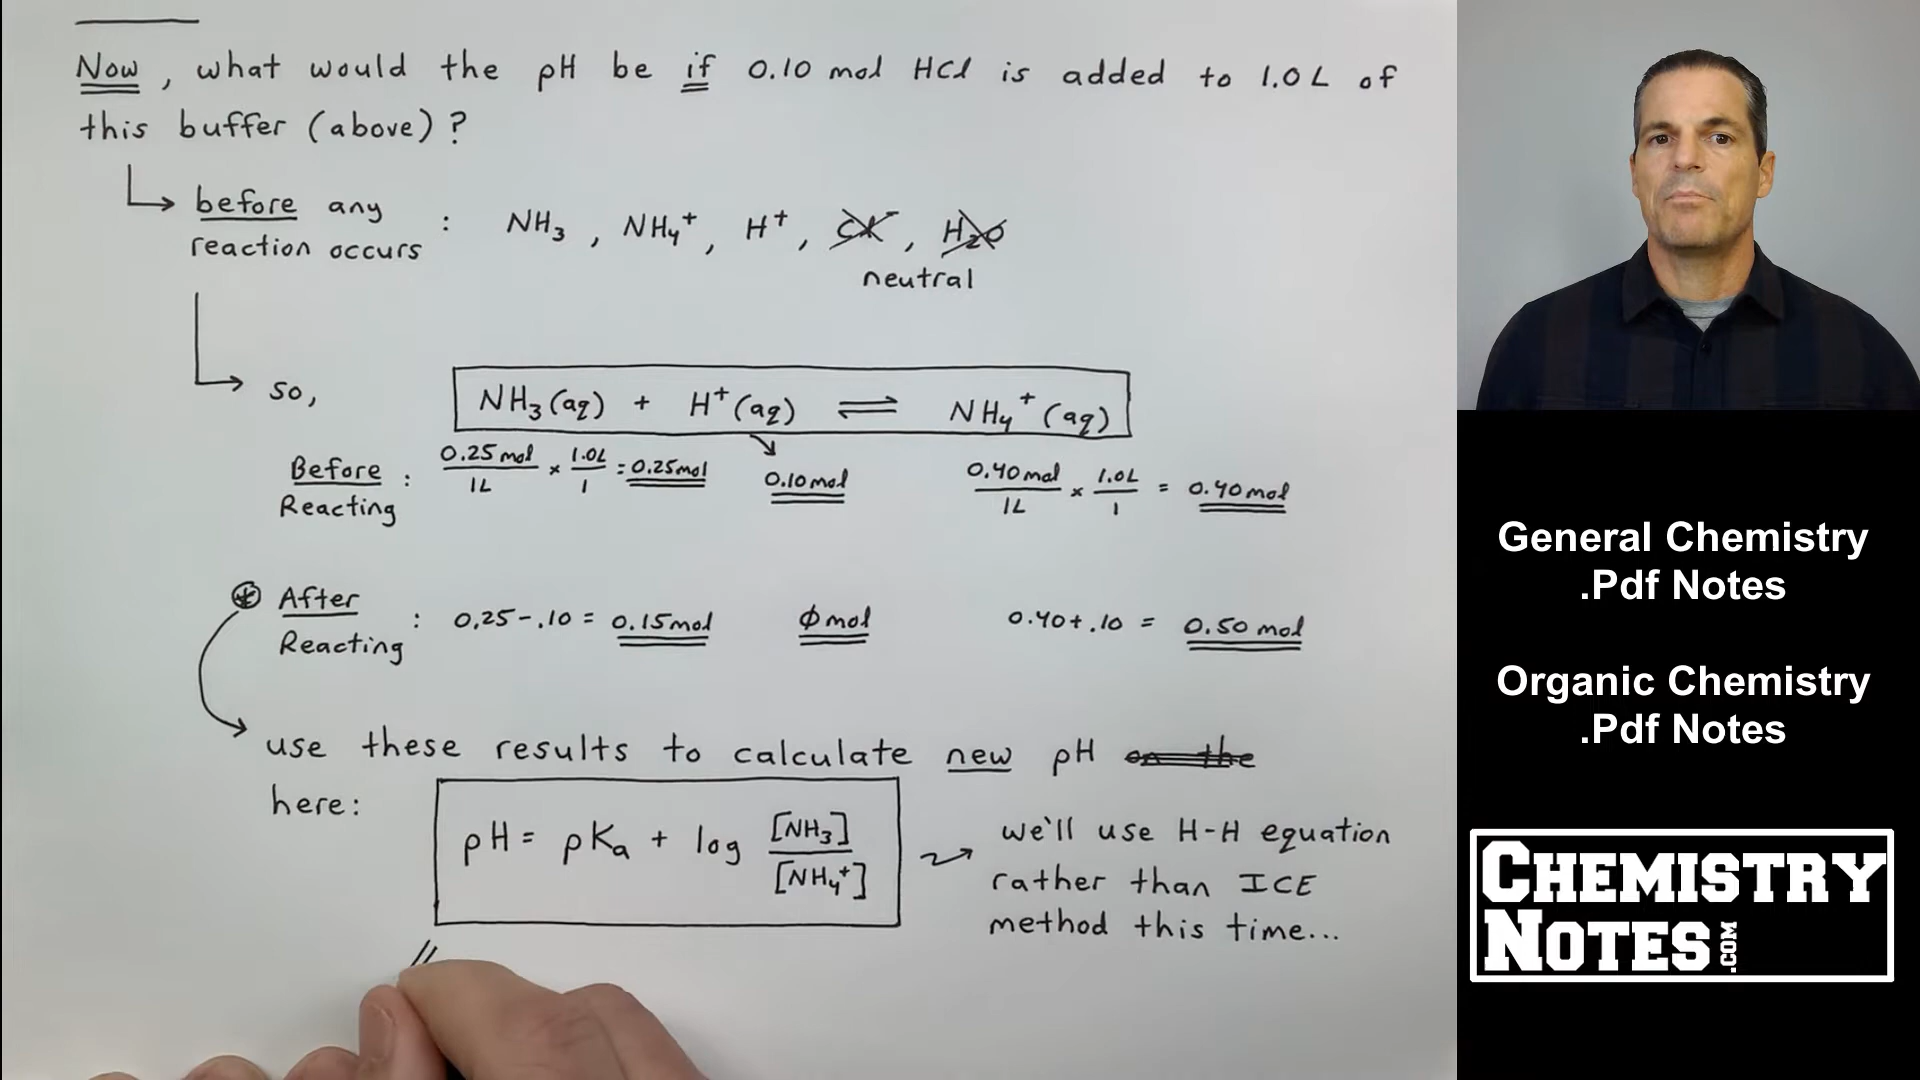 Now, what would the pH be if 0.10 mol HCl is added to 1.0 L of
this buffer (above)?
before any
reaction occurs : NH₃, NH₄⁺, H⁺, Cl⁻, H₂O
neutral
so, NH₃(aq) + H⁺(aq) ⇌ NH₄⁺(aq)
Before
Reacting : 0.25 mol / 1L × 1.0L / 1 = 0.25 mol 0.10 mol 0.40 mol / 1L × 1.0L / 1 = 0.40 mol
After
Reacting : 0.25 - .10 = 0.15 mol ϕ mol 0.40 + .10 = 0.50 mol
use these results to calculate new pH on the
here:
pH = pKa + log [NH₃] / [NH₄⁺]
we'll use H-H equation
rather than ICE
method this time...
General Chemistry
.Pdf Notes
Organic Chemistry
.Pdf Notes
CHEMISTRY
NOTES.COM